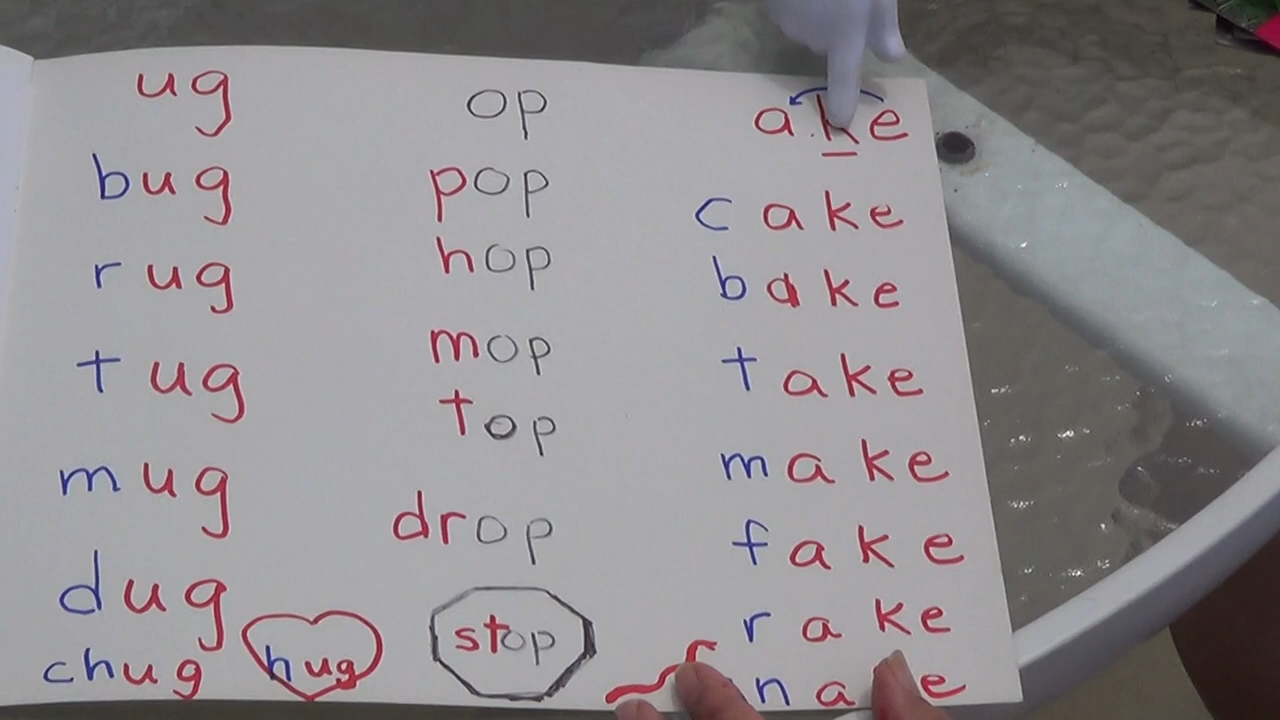 ug
bug
rug
tug
mug
dug
chug hug
op
pop
hop
mop
top
drop
stop
ake
cake
bake
take
make
fake
rake